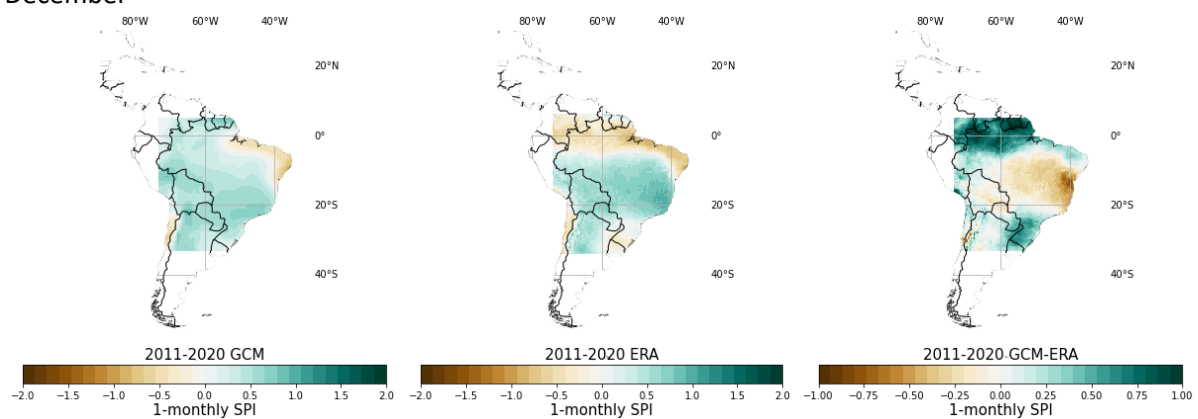 December
80°W 60°W 40°W 80°W 60°W 40°W 80°W 60°W 40°W
20°N 20°N 20°N
0° 0° 0°
20°S 20°S 20°S
40°S 40°S 40°S
2011-2020 GCM 2011-2020 ERA 2011-2020 GCM-ERA
−2.0 −1.5 −1.0 −0.5 0.0 0.5 1.0 1.5 2.0 −2.0 −1.5 −1.0 −0.5 0.0 0.5 1.0 1.5 2.0 −1.00 −0.75 −0.50 −0.25 0.00 0.25 0.50 0.75 1.00
1-monthly SPI 1-monthly SPI 1-monthly SPI